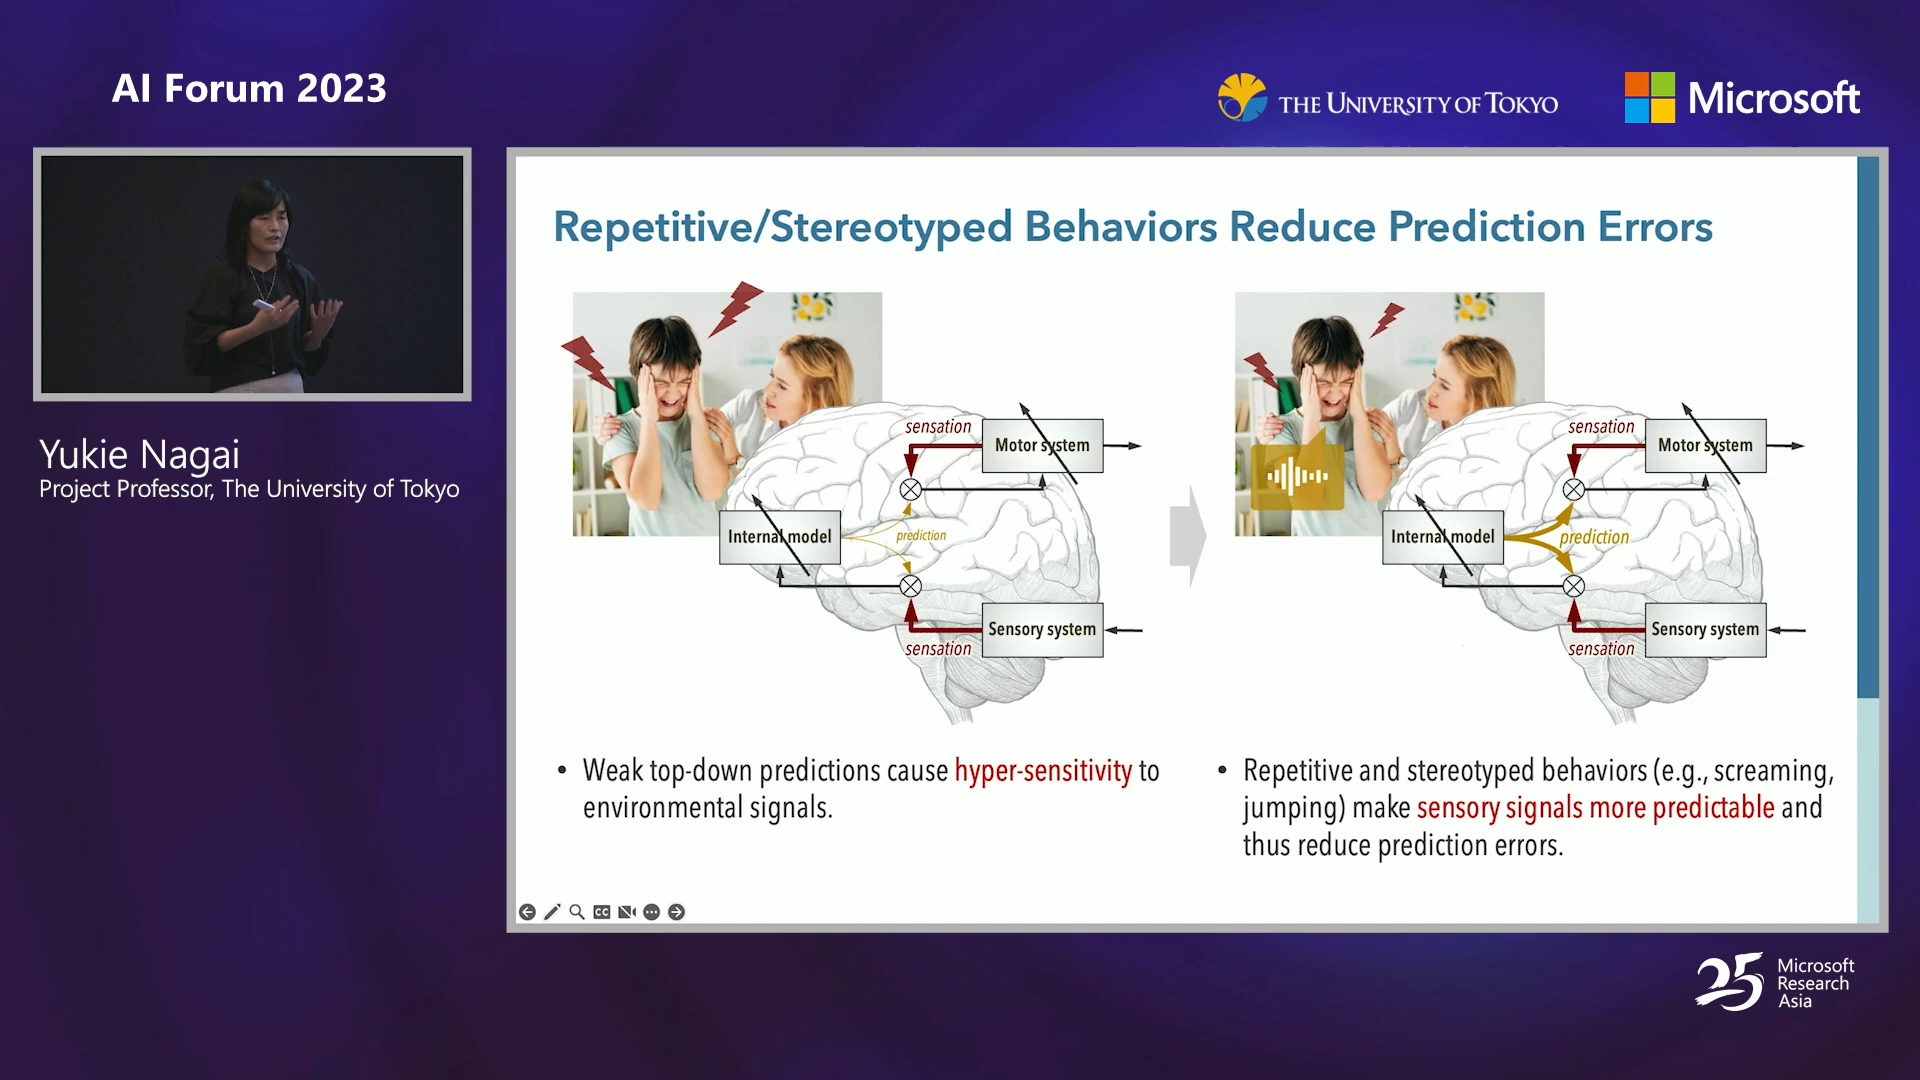 AI Forum 2023
THE UNIVERSITY OF TOKYO
Microsoft
Yukie Nagai
Project Professor, The University of Tokyo
Repetitive/Stereotyped Behaviors Reduce Prediction Errors
sensation
Motor system
Internal model
prediction
Sensory system
sensation
sensation
Motor system
Internal model
prediction
Sensory system
sensation
• Weak top-down predictions cause hyper-sensitivity to
environmental signals.
• Repetitive and stereotyped behaviors (e.g., screaming,
jumping) make sensory signals more predictable and
thus reduce prediction errors.
CC
25
Microsoft
Research
Asia